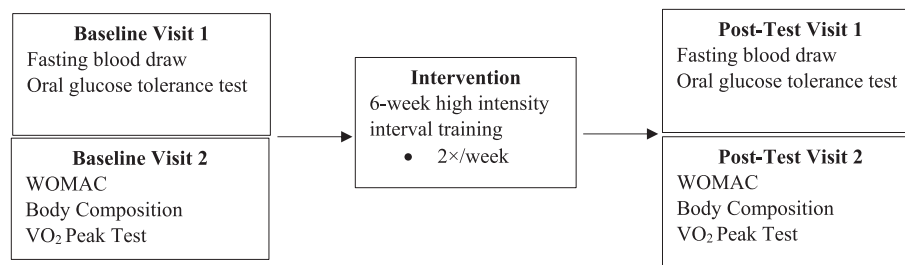 Baseline Visit 1
Fasting blood draw
Oral glucose tolerance test
Baseline Visit 2
WOMAC
Body Composition
VO₂ Peak Test
Intervention
6-week high intensity
interval training
• 2×/week
Post-Test Visit 1
Fasting blood draw
Oral glucose tolerance test
Post-Test Visit 2
WOMAC
Body Composition
VO₂ Peak Test